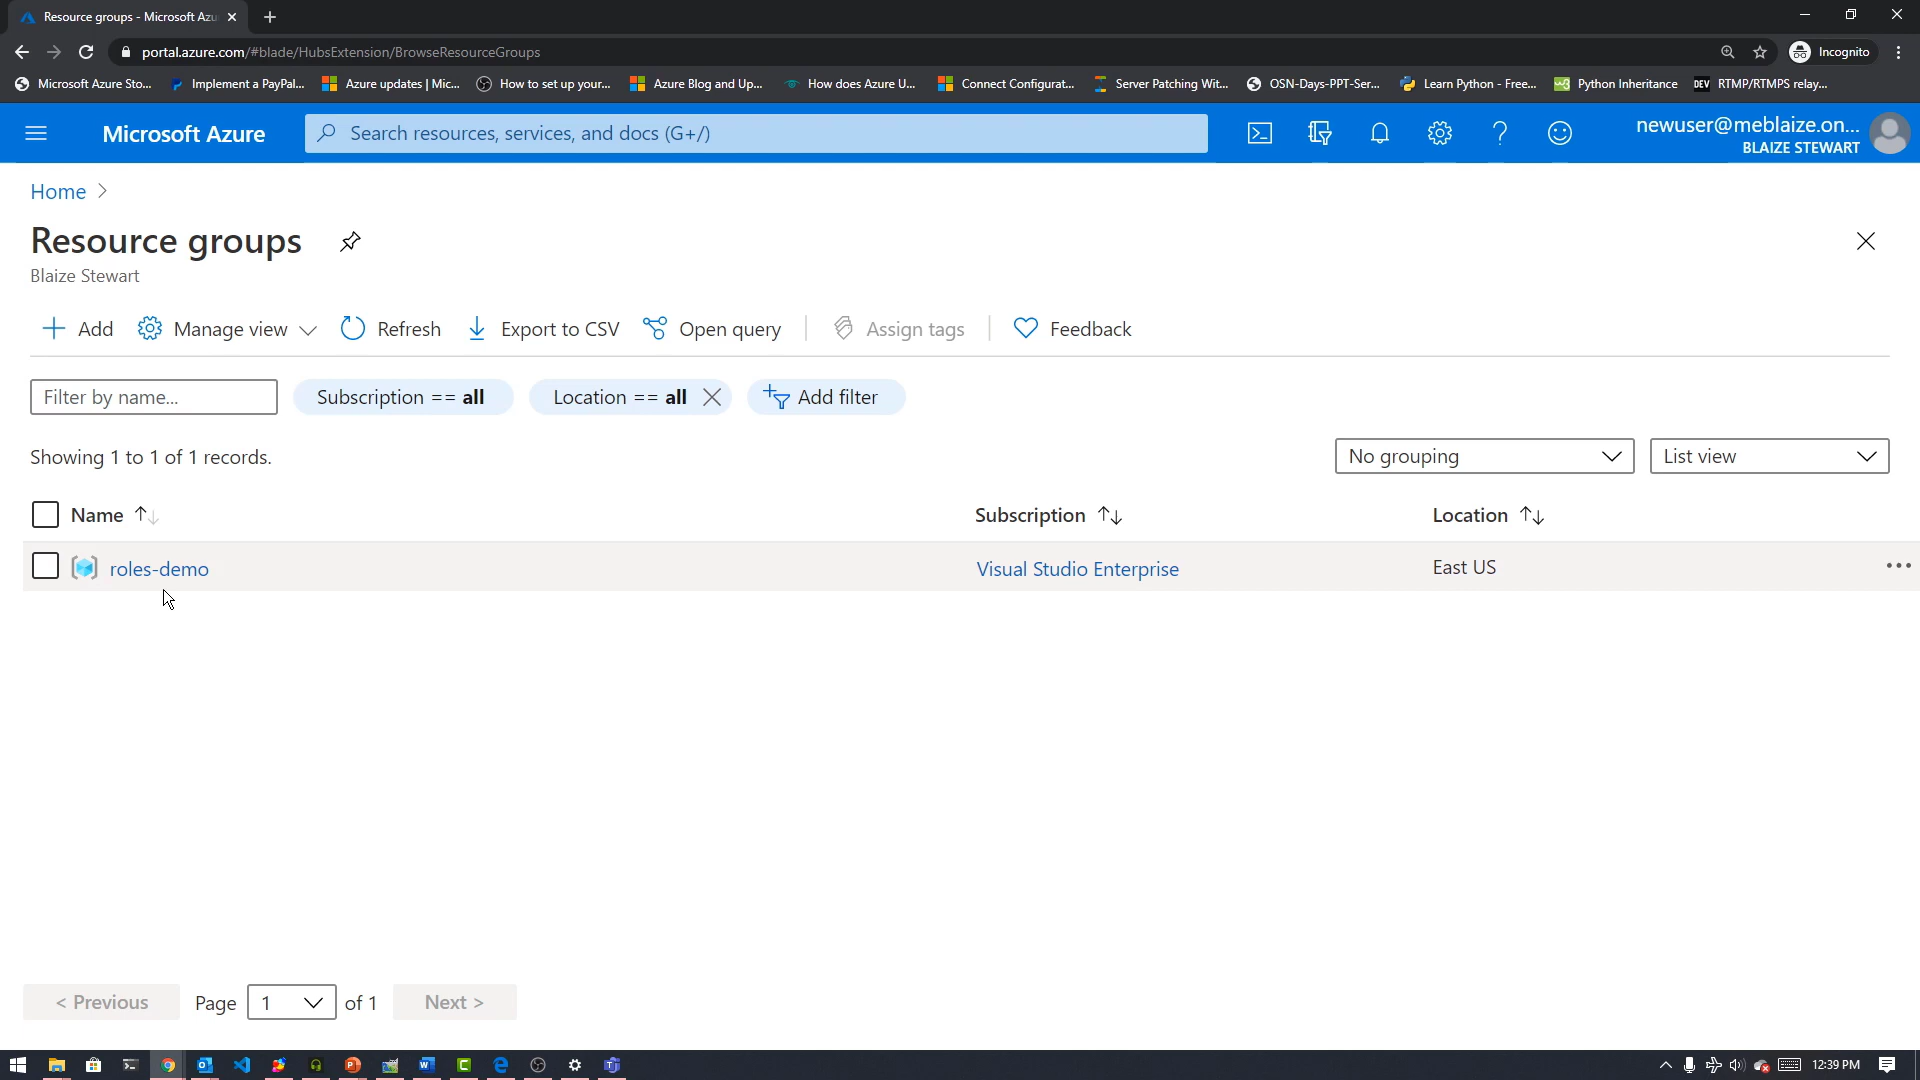 Resource groups - Microsoft Azu
portal.azure.com/#blade/HubsExtension/BrowseResourceGroups
Incognito
Microsoft Azure Sto...
Implement a PayPal...
Azure updates | Mic...
How to set up your...
Azure Blog and Up...
How does Azure U...
Connect Configurat...
Server Patching Wit...
OSN-Days-PPT-Ser...
Learn Python - Free...
Python Inheritance
DEV RTMP/RTMPS relay...
Microsoft Azure
Search resources, services, and docs (G+/)
newuser@meblaize.on...
BLAIZE STEWART
Home
Resource groups
Blaize Stewart
Add
Manage view
Refresh
Export to CSV
Open query
Assign tags
Feedback
Filter by name...
Subscription == all
Location == all
Add filter
Showing 1 to 1 of 1 records.
No grouping
List view
Name
Subscription
Location
roles-demo
Visual Studio Enterprise
East US
< Previous
Page 1 of 1
Next >
12:39 PM